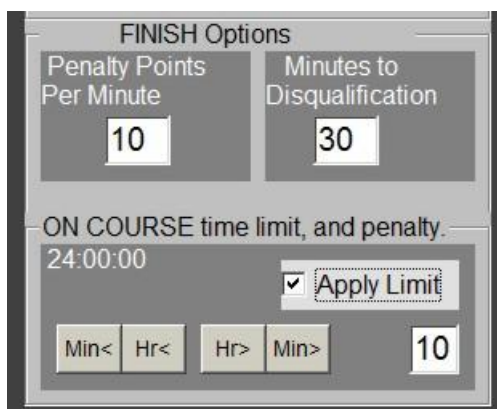 FINISH Options
Penalty Points
Per Minute
10
Minutes to
Disqualification
30
ON COURSE time limit, and penalty.
24:00:00
Apply Limit
Min< Hr< Hr> Min> 10